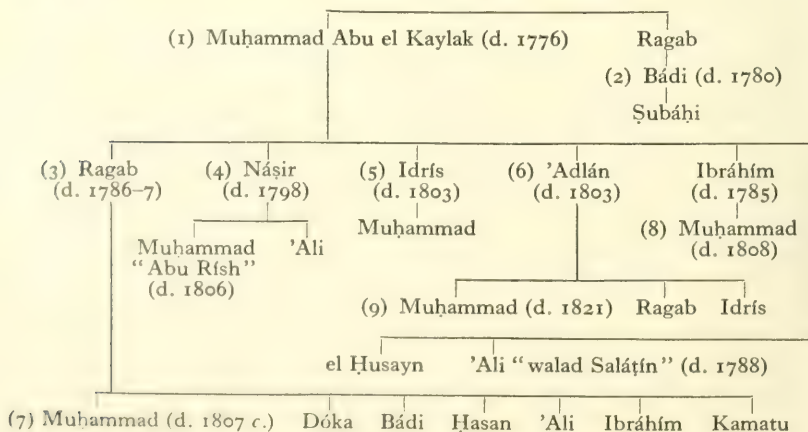 (1) Muḥammad Abu el Kaylak (d. 1776) Ragab
(2) Bádi (d. 1780)
Ṣubáḥi
(3) Ragab (4) Náṣir (5) Idrís (6) 'Adlán Ibráhím
(d. 1786–7) (d. 1798) (d. 1803) (d. 1803) (d. 1785)
Muḥammad 'Ali Muḥammad (8) Muḥammad
"Abu Rísh" (d. 1808)
(d. 1806)
(9) Muḥammad (d. 1821) Ragab Idrís
el Ḥusayn 'Ali "walad Saláṭín" (d. 1788)
(7) Muḥammad (d. 1807 c.) Dóka Bádi Ḥasan 'Ali Ibráhím Kamatu